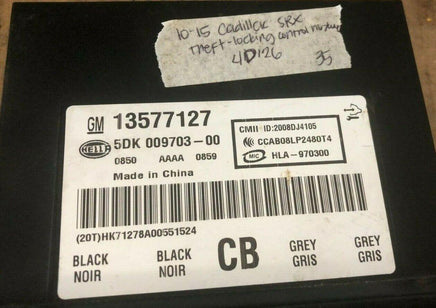 10-15 Cadillac SRX
theft-locking control
4D126
35
GM 13577127
HELLA
5DK 009703-00
0850 AAAA 0859
Made in China
CMII ID:2008DJ4105
CCAB08LP2480T4
MIC HLA-970300
(20T)HK71278A00551524
BLACK NOIR
BLACK NOIR
CB
GREY GRIS
GREY GRIS